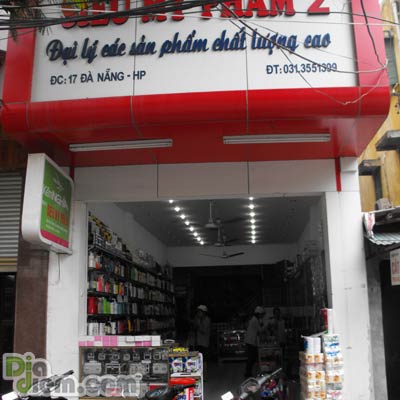 SIÊU MỸ PHẨM 2
Đại lý các sản phẩm chất lượng cao
ĐC: 17 ĐÀ NẴNG - HP
ĐT: 031.3551399
Diadiem.com